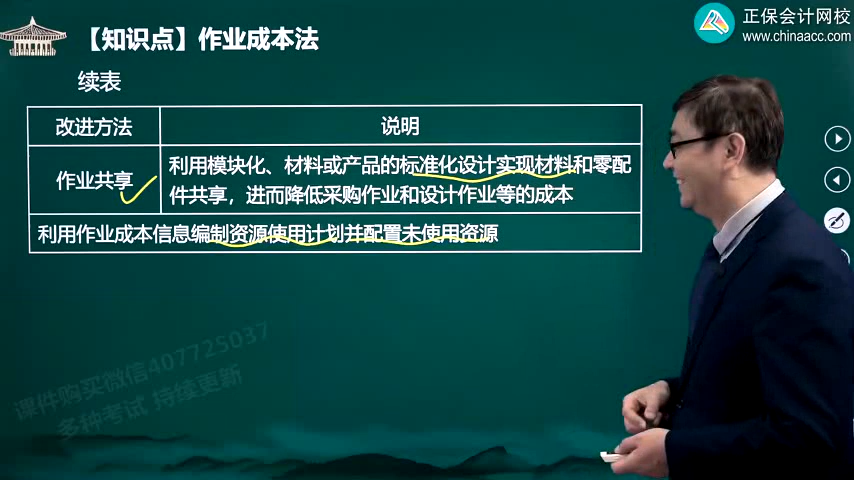 【知识点】作业成本法
正保会计网校
www.chinaacc.com
续表
改进方法
说明
作业共享
利用模块化、材料或产品的标准化设计实现材料和零配
件共享，进而降低采购作业和设计作业等的成本
利用作业成本信息编制资源使用计划并配置未使用资源
课件购买微信407725037
多种考试 持续更新